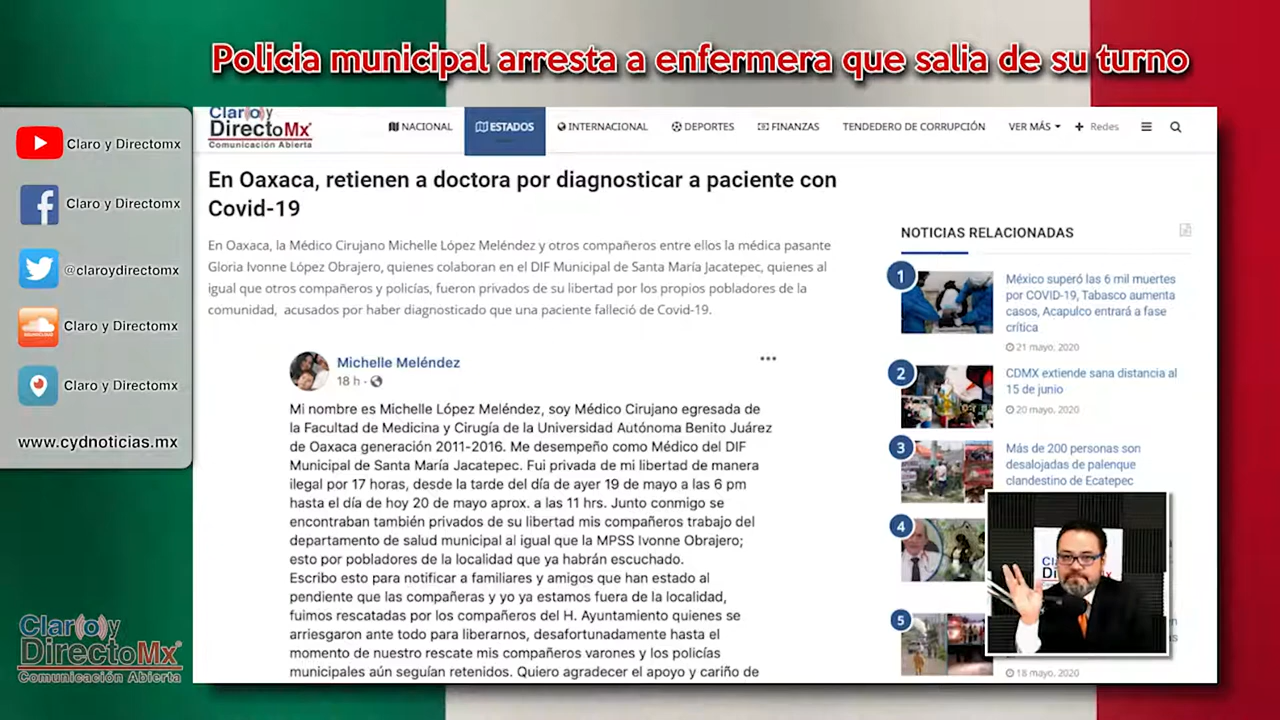 Policia municipal arresta a enfermera que salia de su turno
Claro y Directomx
Claro y Directomx
@claroydirectomx
Claro y Directomx
Claro y Directomx
www.cydnoticias.mx
Claro y
DirectoMx
Comunicación Abierta
NACIONAL
ESTADOS
INTERNACIONAL
DEPORTES
FINANZAS
TENDEDERO DE CORRUPCIÓN
VER MÁS
Redes
En Oaxaca, retienen a doctora por diagnosticar a paciente con
Covid-19
En Oaxaca, la Médico Cirujano Michelle López Meléndez y otros compañeros entre ellos la médica pasante
Gloria Ivonne López Obrajero, quienes colaboran en el DIF Municipal de Santa María Jacatepec, quienes al
igual que otros compañeros y policías, fueron privados de su libertad por los propios pobladores de la
comunidad, acusados por haber diagnosticado que una paciente falleció de Covid-19.
Michelle Meléndez
18 h ·
Mi nombre es Michelle López Meléndez, soy Médico Cirujano egresada de
la Facultad de Medicina y Cirugía de la Universidad Autónoma Benito Juárez
de Oaxaca generación 2011-2016. Me desempeño como Médico del DIF
Municipal de Santa María Jacatepec. Fui privada de mi libertad de manera
ilegal por 17 horas, desde la tarde del día de ayer 19 de mayo a las 6 pm
hasta el día de hoy 20 de mayo aprox. a las 11 hrs. Junto conmigo se
encontraban también privados de su libertad mis compañeros trabajo del
departamento de salud municipal al igual que la MPSS Ivonne Obrajero;
esto por pobladores de la localidad que ya habrán escuchado.
Escribo esto para notificar a familiares y amigos que han estado al
pendiente que las compañeras y yo ya estamos fuera de la localidad,
fuimos rescatadas por los compañeros del H. Ayuntamiento quienes se
arriesgaron ante todo para liberarnos, desafortunadamente hasta el
momento de nuestro rescate mis compañeros varones y los policías
municipales aún seguían retenidos. Quiero agradecer el apoyo y cariño de
NOTICIAS RELACIONADAS
1
México superó las 6 mil muertes
por COVID-19, Tabasco aumenta
casos, Acapulco entrará a fase
crítica
21 mayo, 2020
2
CDMX extiende sana distancia al
15 de junio
20 mayo, 2020
3
Más de 200 personas son
desalojadas de palenque
clandestino de Ecatepec
4
5
18 mayo, 2020
Claro y
DirectoMx
Comunicación Abierta